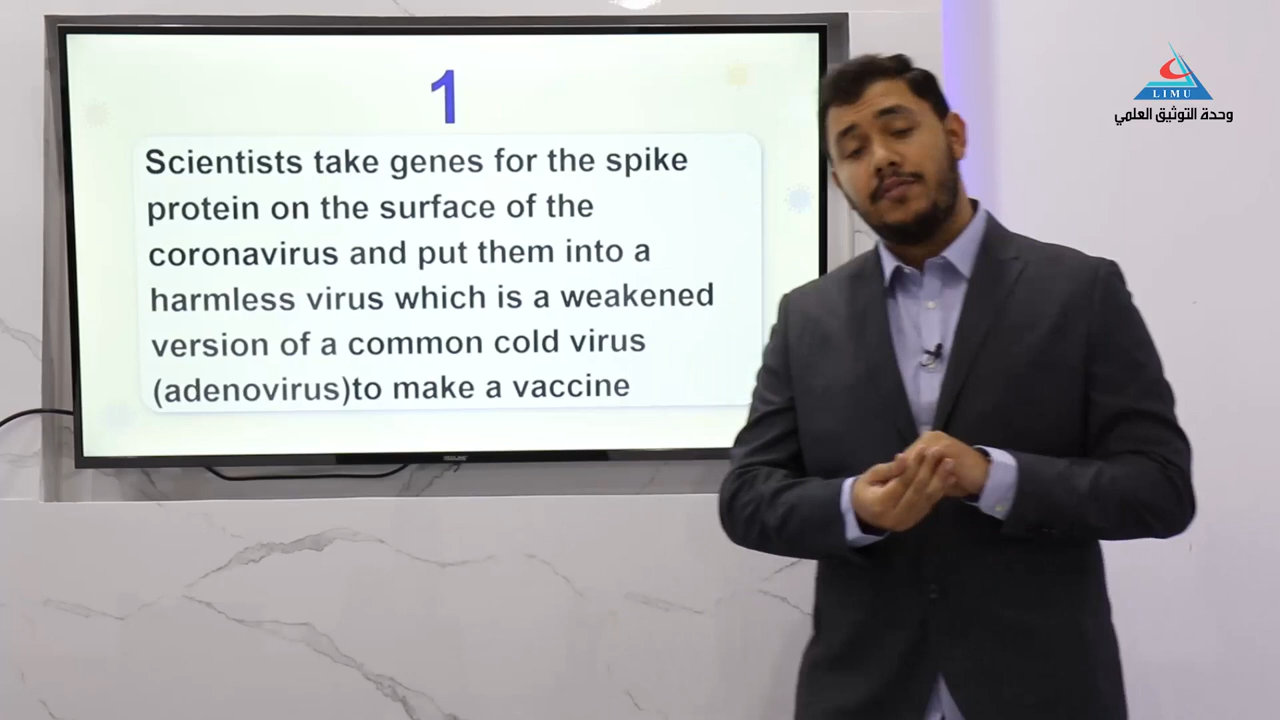 1
Scientists take genes for the spike
protein on the surface of the
coronavirus and put them into a
harmless virus which is a weakened
version of a common cold virus
(adenovirus)to make a vaccine
LIMU
وحدة التوثيق العلمي